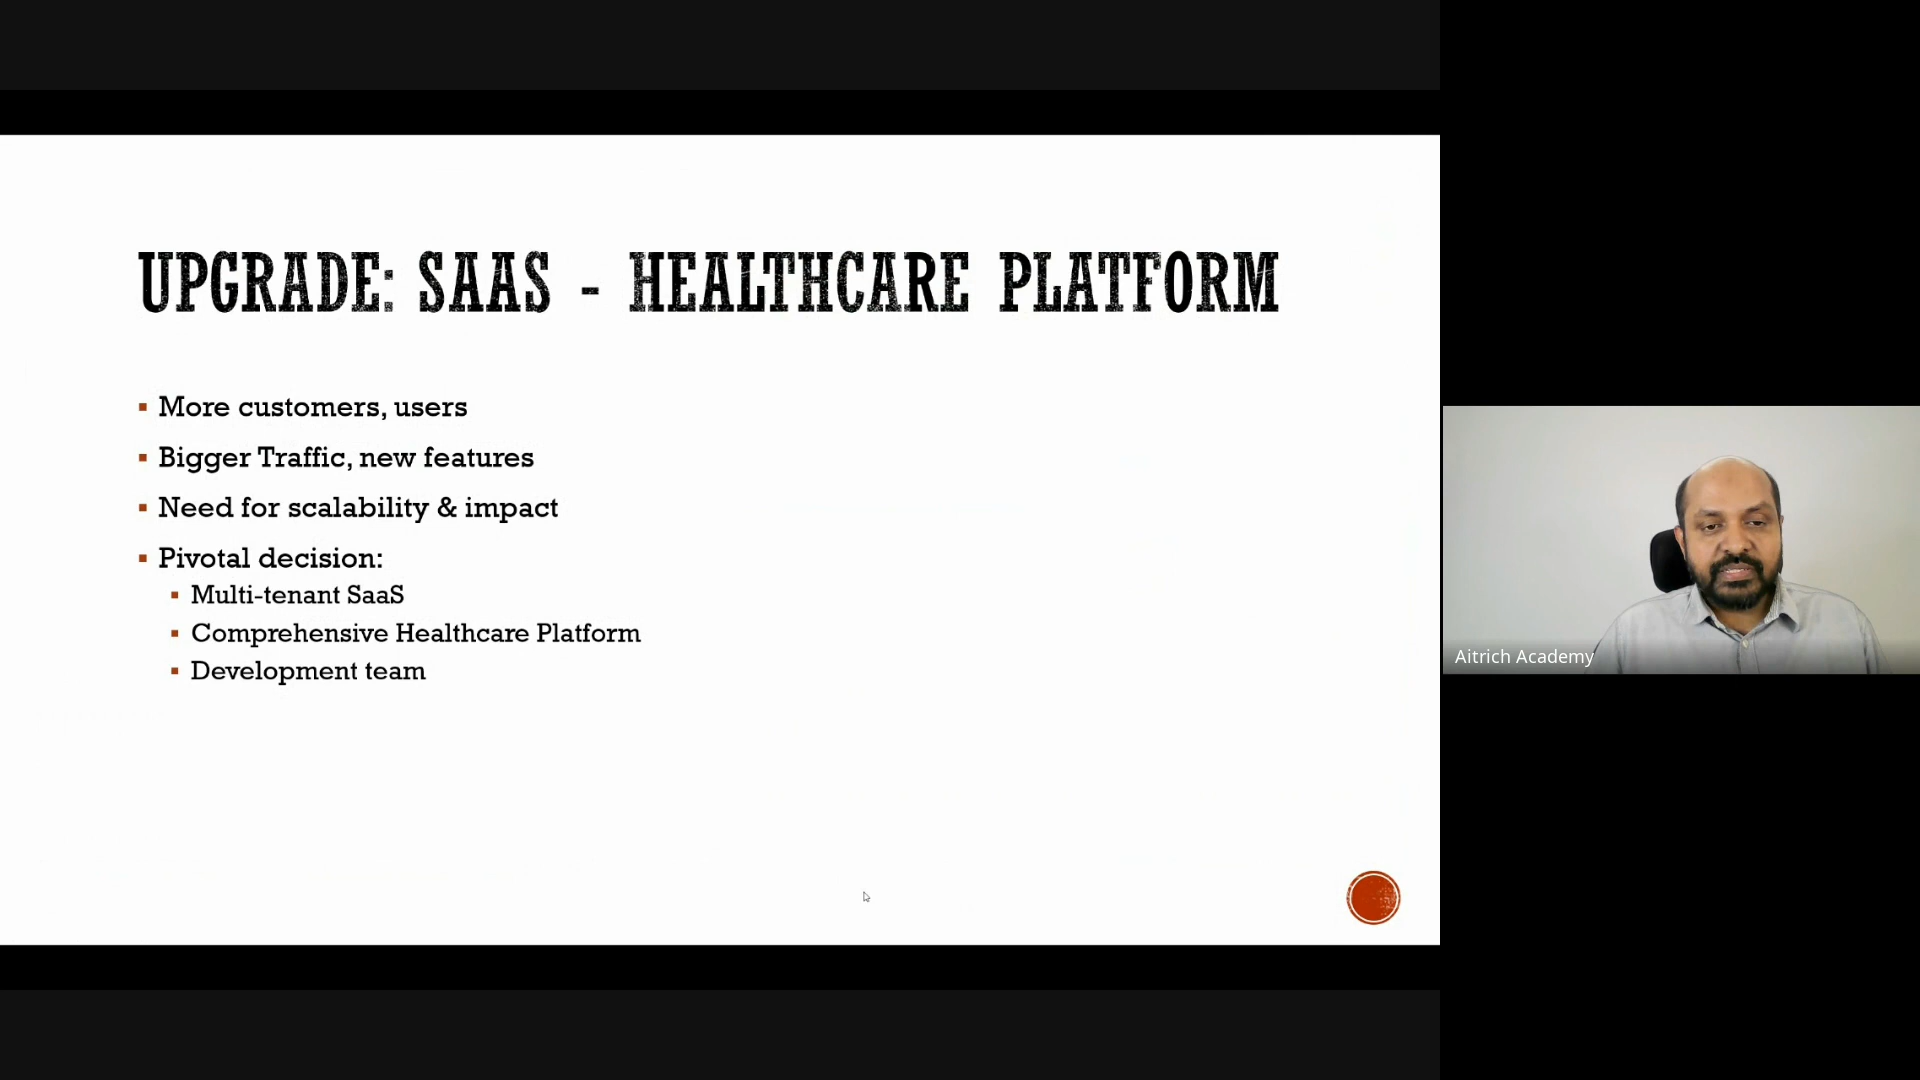 UPGRADE: SAAS - HEALTHCARE PLATFORM
More customers, users
Bigger Traffic, new features
Need for scalability & impact
Pivotal decision:
Multi-tenant SaaS
Comprehensive Healthcare Platform
Development team
Aitrich Academy